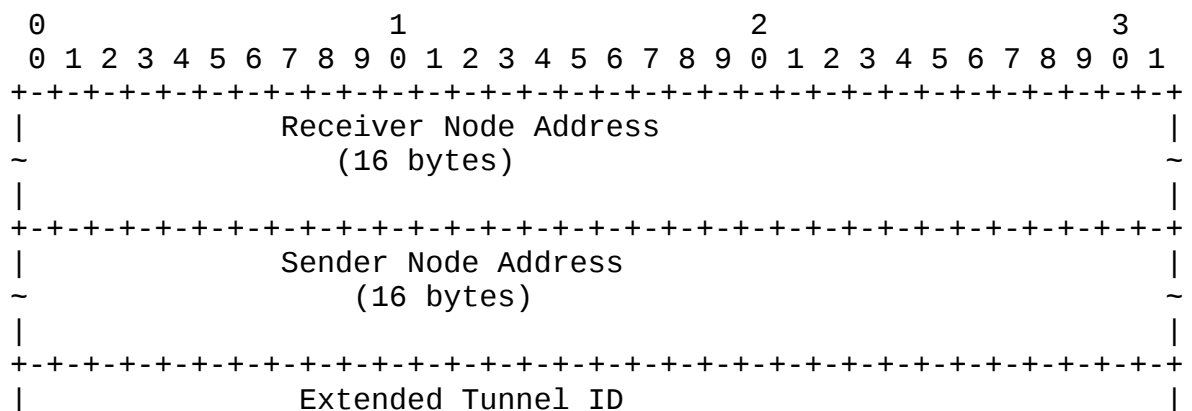 0                   1                   2                   3
 0 1 2 3 4 5 6 7 8 9 0 1 2 3 4 5 6 7 8 9 0 1 2 3 4 5 6 7 8 9 0 1
+-+-+-+-+-+-+-+-+-+-+-+-+-+-+-+-+-+-+-+-+-+-+-+-+-+-+-+-+-+-+-+-+
|              Receiver Node Address                            |
~                 (16 bytes)                                    ~
|                                                               |
+-+-+-+-+-+-+-+-+-+-+-+-+-+-+-+-+-+-+-+-+-+-+-+-+-+-+-+-+-+-+-+-+
|              Sender Node Address                              |
~                  (16 bytes)                                   ~
|                                                               |
+-+-+-+-+-+-+-+-+-+-+-+-+-+-+-+-+-+-+-+-+-+-+-+-+-+-+-+-+-+-+-+-+
|               Extended Tunnel ID                              |